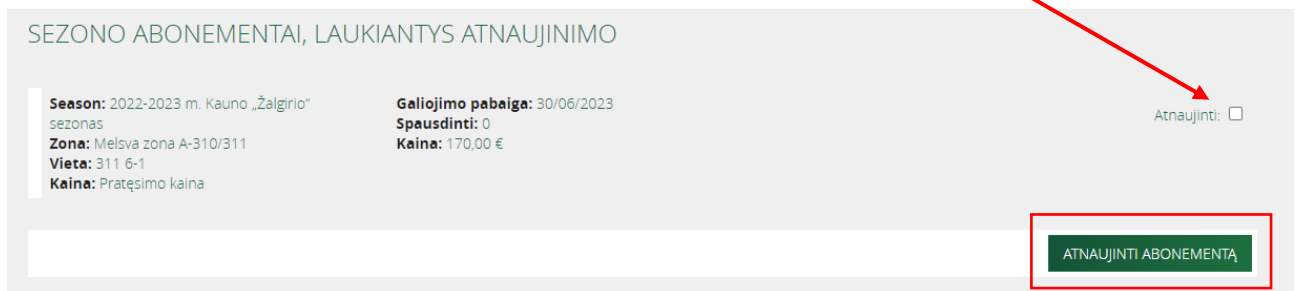 SEZONO ABONEMENTAI, LAUKIANTYS ATNAUJINIMO
Season: 2022-2023 m. Kauno „Žalgirio“
sezonas
Zona: Melsva zona A-310/311
Vieta: 311 6-1
Kaina: Pratęsimo kaina
Galiojimo pabaiga: 30/06/2023
Spausdinti: 0
Kaina: 170,00 €
Atnaujinti:
ATNAUJINTI ABONEMENTĄ